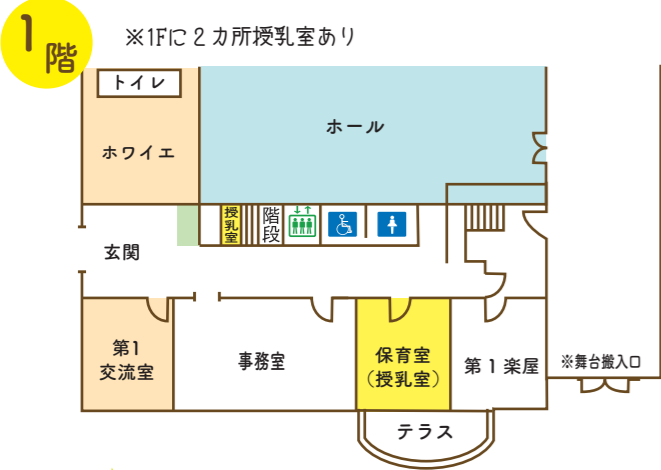 1階
※1Fに2カ所授乳室あり
トイレ
ホワイエ
ホール
授乳室
階段
玄関
第1
交流室
事務室
保育室
(授乳室)
第1楽屋
※舞台搬入口
テラス